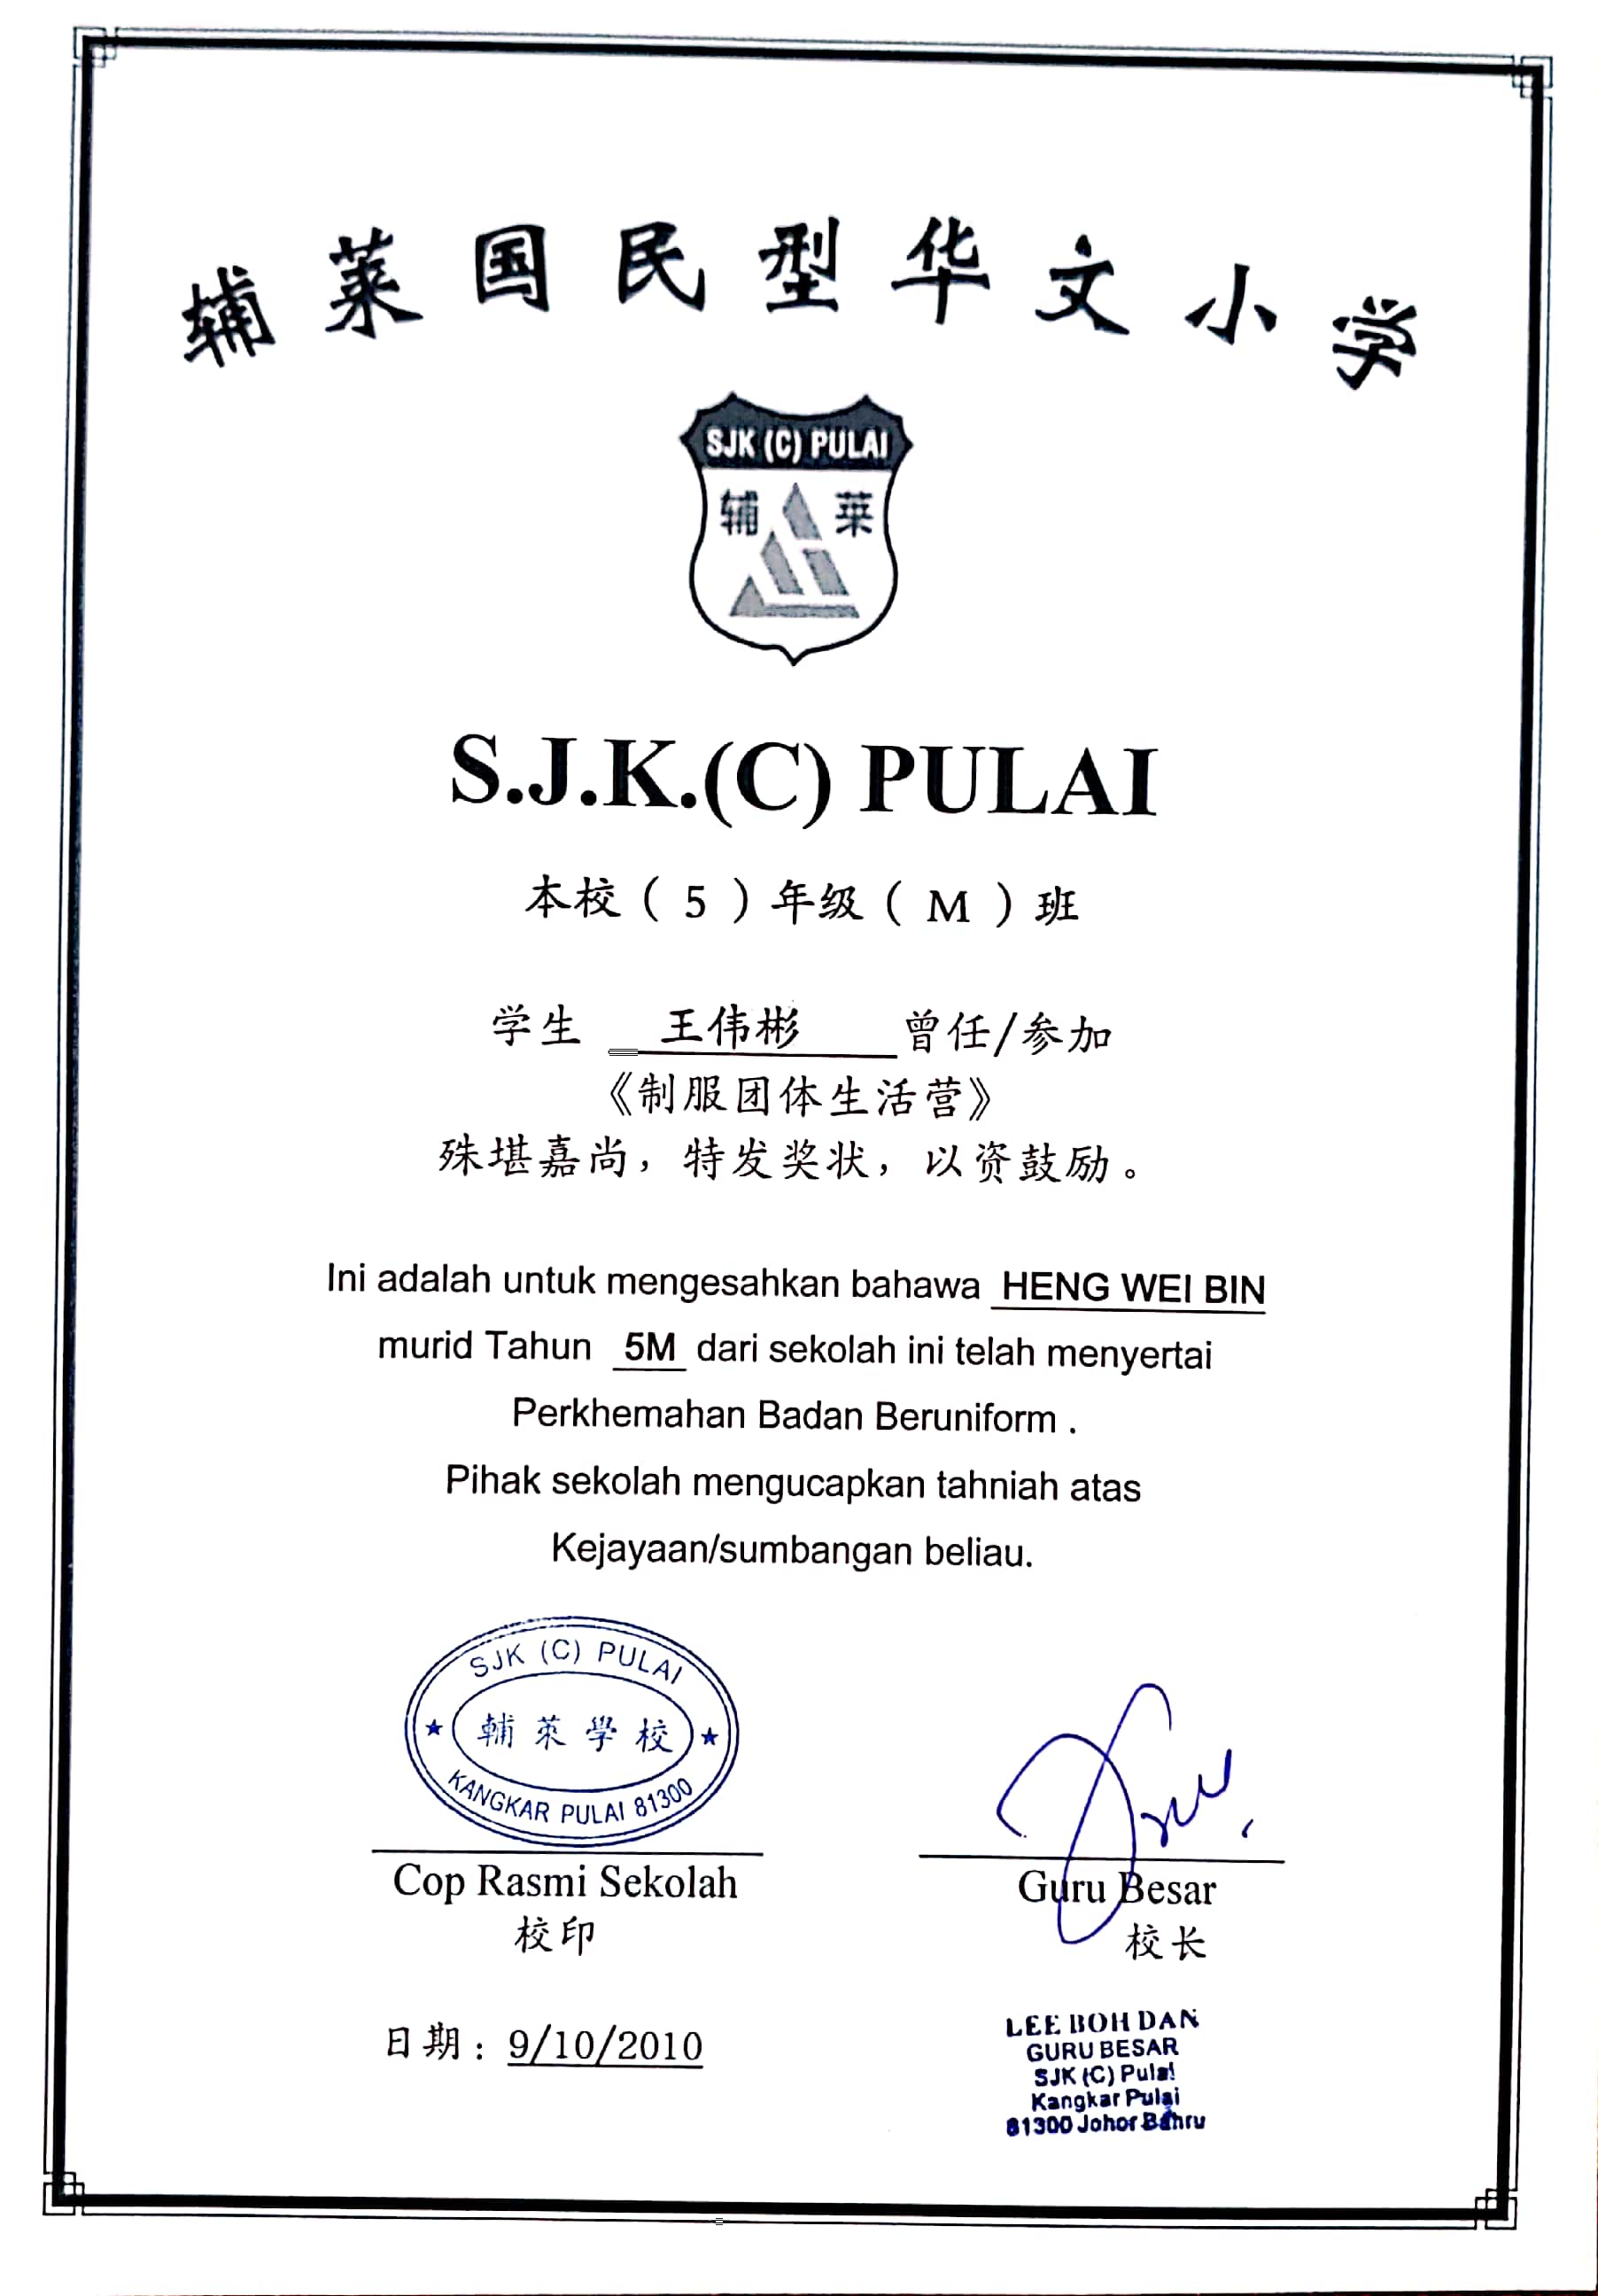 辅莱国民型华文小学
SJK (C) PULAI
辅 莱
S.J.K.(C) PULAI
本校（ 5 ）年级（ M ）班
学生 王伟彬 曾任/参加
《制服团体生活营》
殊堪嘉尚，特发奖状，以资鼓励。
Ini adalah untuk mengesahkan bahawa HENG WEI BIN
murid Tahun 5M dari sekolah ini telah menyertai
Perkhemahan Badan Beruniform .
Pihak sekolah mengucapkan tahniah atas
Kejayaan/sumbangan beliau.
SJK (C) PULAI
★ 輔萊學校 ★
KANGKAR PULAI 81300
Cop Rasmi Sekolah
校印
Guru Besar
校长
日期：9/10/2010
LEE BOH DAN
GURU BESAR
SJK (C) Pulai
Kangkar Pulai
81300 Johor Bahru